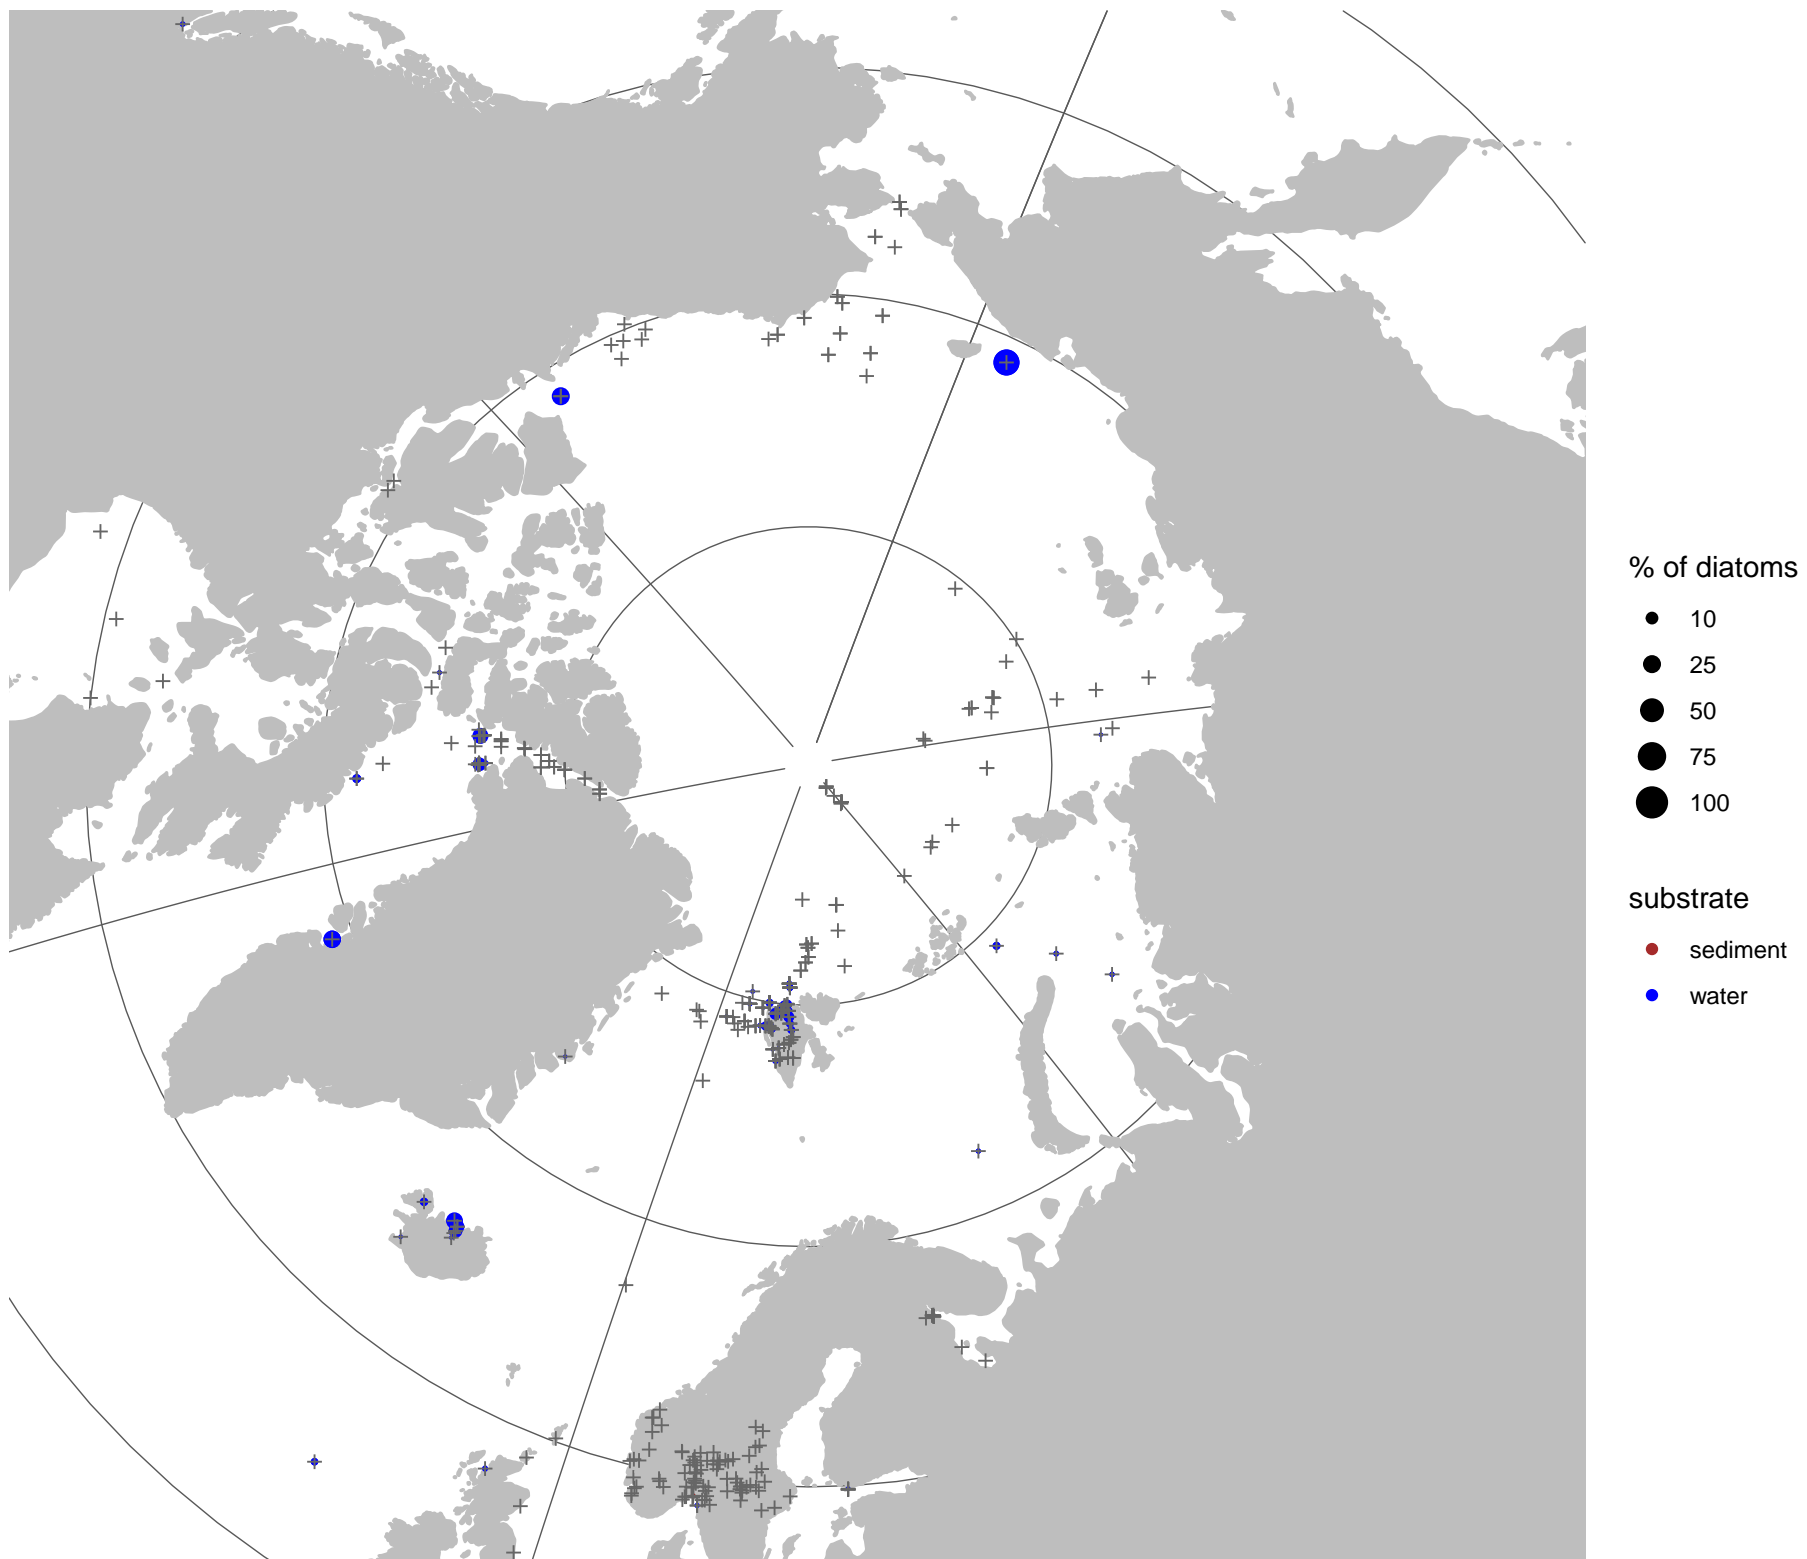 % of diatoms
10
25
50
75
100
substrate
sediment
water